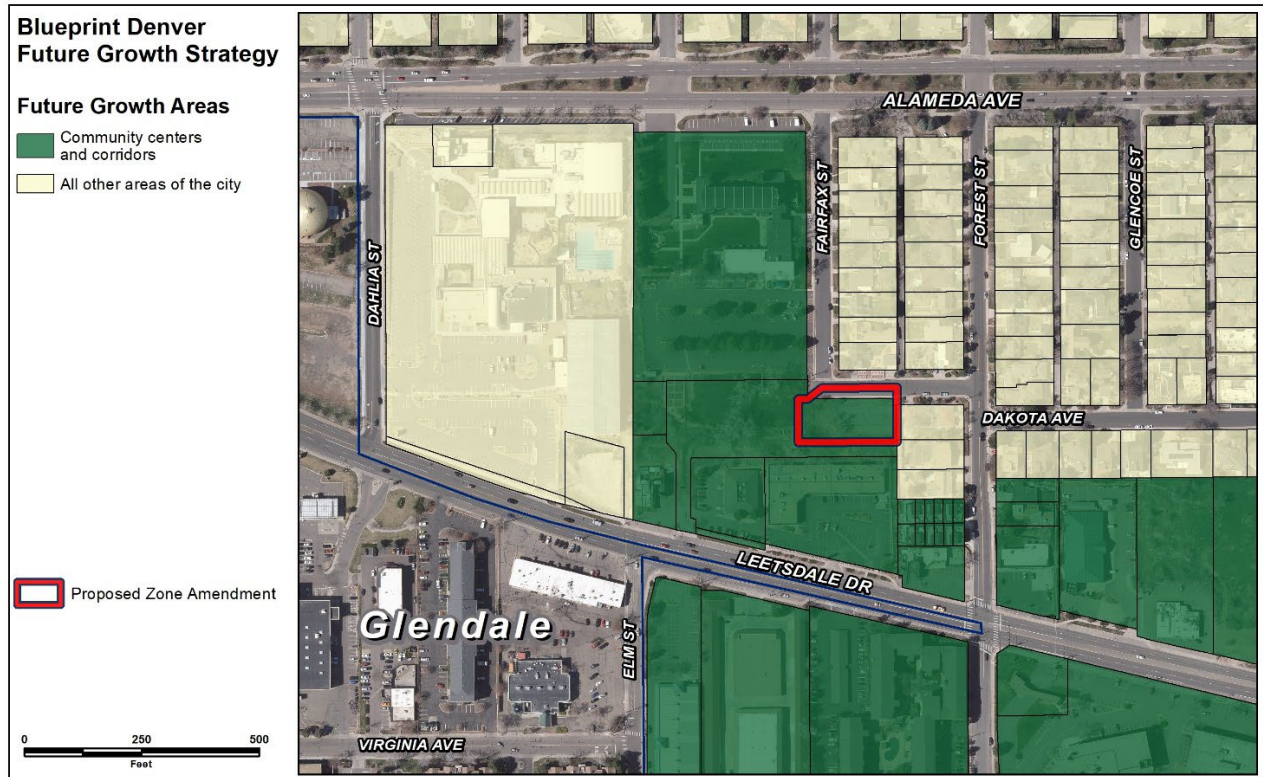 Blueprint Denver
Future Growth Strategy
Future Growth Areas
Community centers
and corridors
All other areas of the city
Proposed Zone Amendment
0 250 500
Feet
ALAMEDA AVE
DAHLIA ST
FAIRFAX ST
FOREST ST
GLENCOE ST
DAKOTA AVE
LEETSDALE DR
Glendale
ELM ST
VIRGINIA AVE